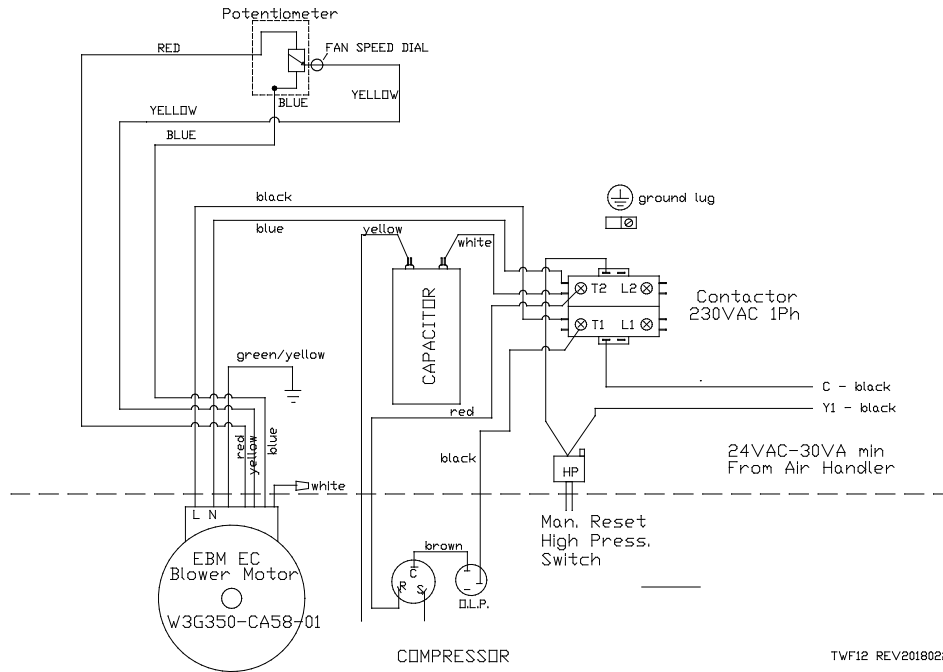 Potentiometer
RED
FAN SPEED DIAL
YELLOW
BLUE
YELLOW
BLUE
black
blue
yellow
white
ground lug
T2 L2
T1 L1
Contactor
230VAC 1Ph
CAPACITOR
green/yellow
C - black
Y1 - black
red
black
red
yellow
blue
24VAC-30VA min
From Air Handler
HP
white
L N
Man. Reset
High Press.
Switch
EBM EC
Blower Motor
W3G350-CA58-01
brown
C
R S
O.L.P.
COMPRESSOR
TWF12 REV2018022